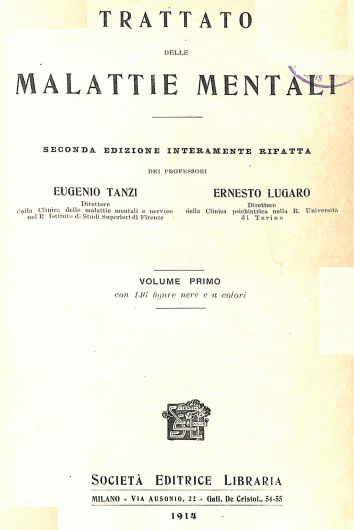 TRATTATO
DELLE
MALATTIE MENTALI
SECONDA EDIZIONE INTERAMENTE RIFATTA
DEI PROFESSORI
EUGENIO TANZI
Direttore
della Clinica delle malattie mentali e nervose
nel R. Istituto di Studi Superiori di Firenze
ERNESTO LUGARO
Direttore
della Clinica psichiatrica nella R. Università
di Torino
VOLUME PRIMO
con 146 figure nere e a colori
SOCIETÀ EDITRICE LIBRARIA
MILANO - VIA AUSONIO, 22 - Gall. De Cristof., 54-55
1914